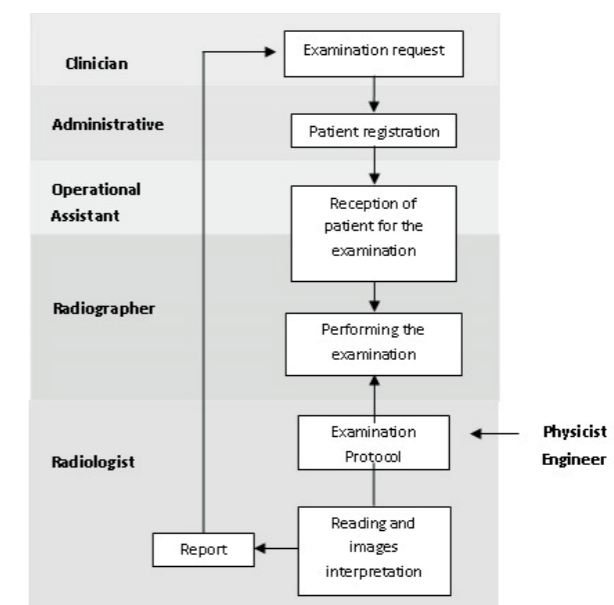 Clinician
Examination request
Administrative
Patient registration
Operational
Assistant
Reception of
patient for the
examination
Radiographer
Performing the
examination
Radiologist
Examination
Protocol
Physicist
Engineer
Reading and
images
interpretation
Report